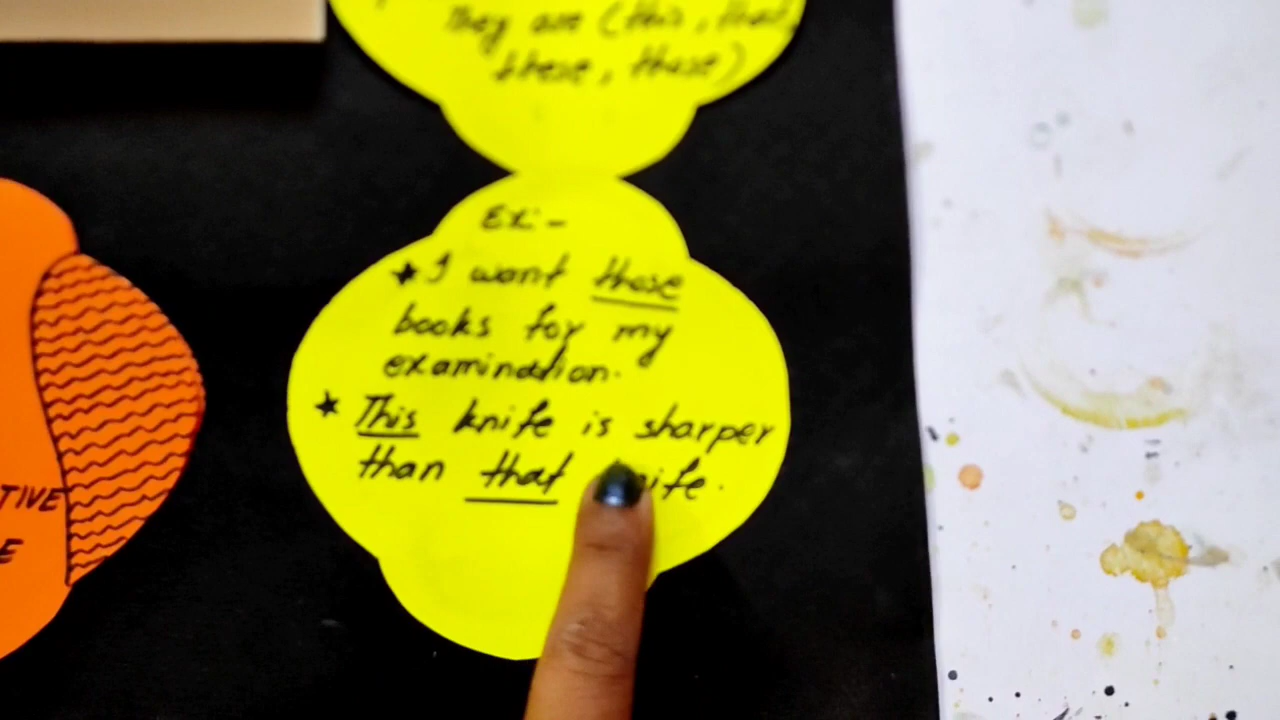 They are (this, that,
these, those)
Ex:-
★ I want those
books for my
examination.
★ This knife is sharper
than that knife.
TIVE
E